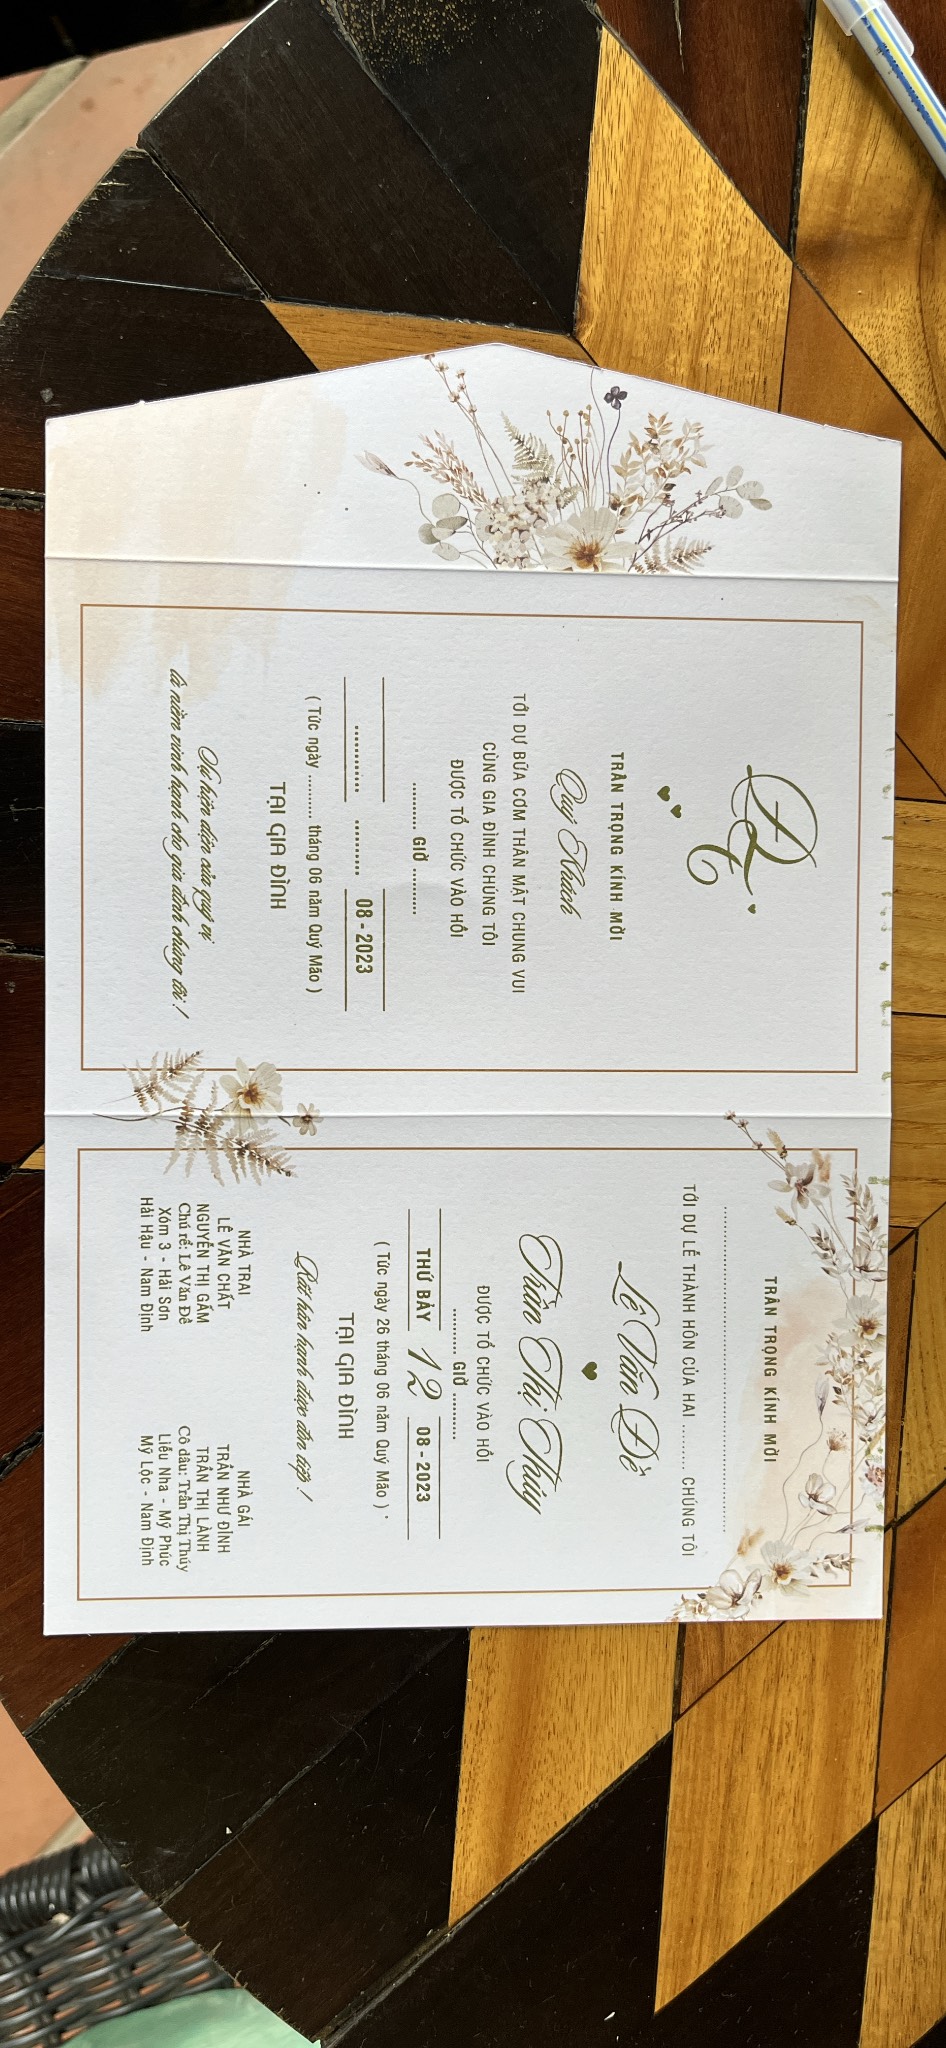 ĐT
TRÂN TRỌNG KÍNH MỜI
Quý Khách
TỚI DỰ BỮA CƠM THÂN MẬT CHUNG VUI
CÙNG GIA ĐÌNH CHÚNG TÔI
ĐƯỢC TỔ CHỨC VÀO HỒI
.......... GIỜ ..........
............ .......... 08 - 2023
( Tức ngày .......... tháng 06 năm Quý Mão )
TẠI GIA ĐÌNH
Sự hiện diện của quý vị
là niềm vinh hạnh cho gia đình chúng tôi !
TRÂN TRỌNG KÍNH MỜI
TỚI DỰ LỄ THÀNH HÔN CỦA HAI ......... CHÚNG TÔI
Lê Văn Đề
Trần Thị Thúy
ĐƯỢC TỔ CHỨC VÀO HỒI
.......... GIỜ ..........
THỨ BẢY 12 08 - 2023
( Tức ngày 26 tháng 06 năm Quý Mão )
TẠI GIA ĐÌNH
Rất hân hạnh được đón tiếp !
NHÀ TRAI
LÊ VĂN CHẤT
NGUYỄN THỊ GẤM
Chú rể: Lê Văn Đề
Xóm 3 - Hải Sơn
Hải Hậu - Nam Định
NHÀ GÁI
TRẦN NHƯ ĐỈNH
TRẦN THỊ LÀNH
Cô dâu: Trần Thị Thúy
Liễu Nha - Mỹ Phúc
Mỹ Lộc - Nam Định